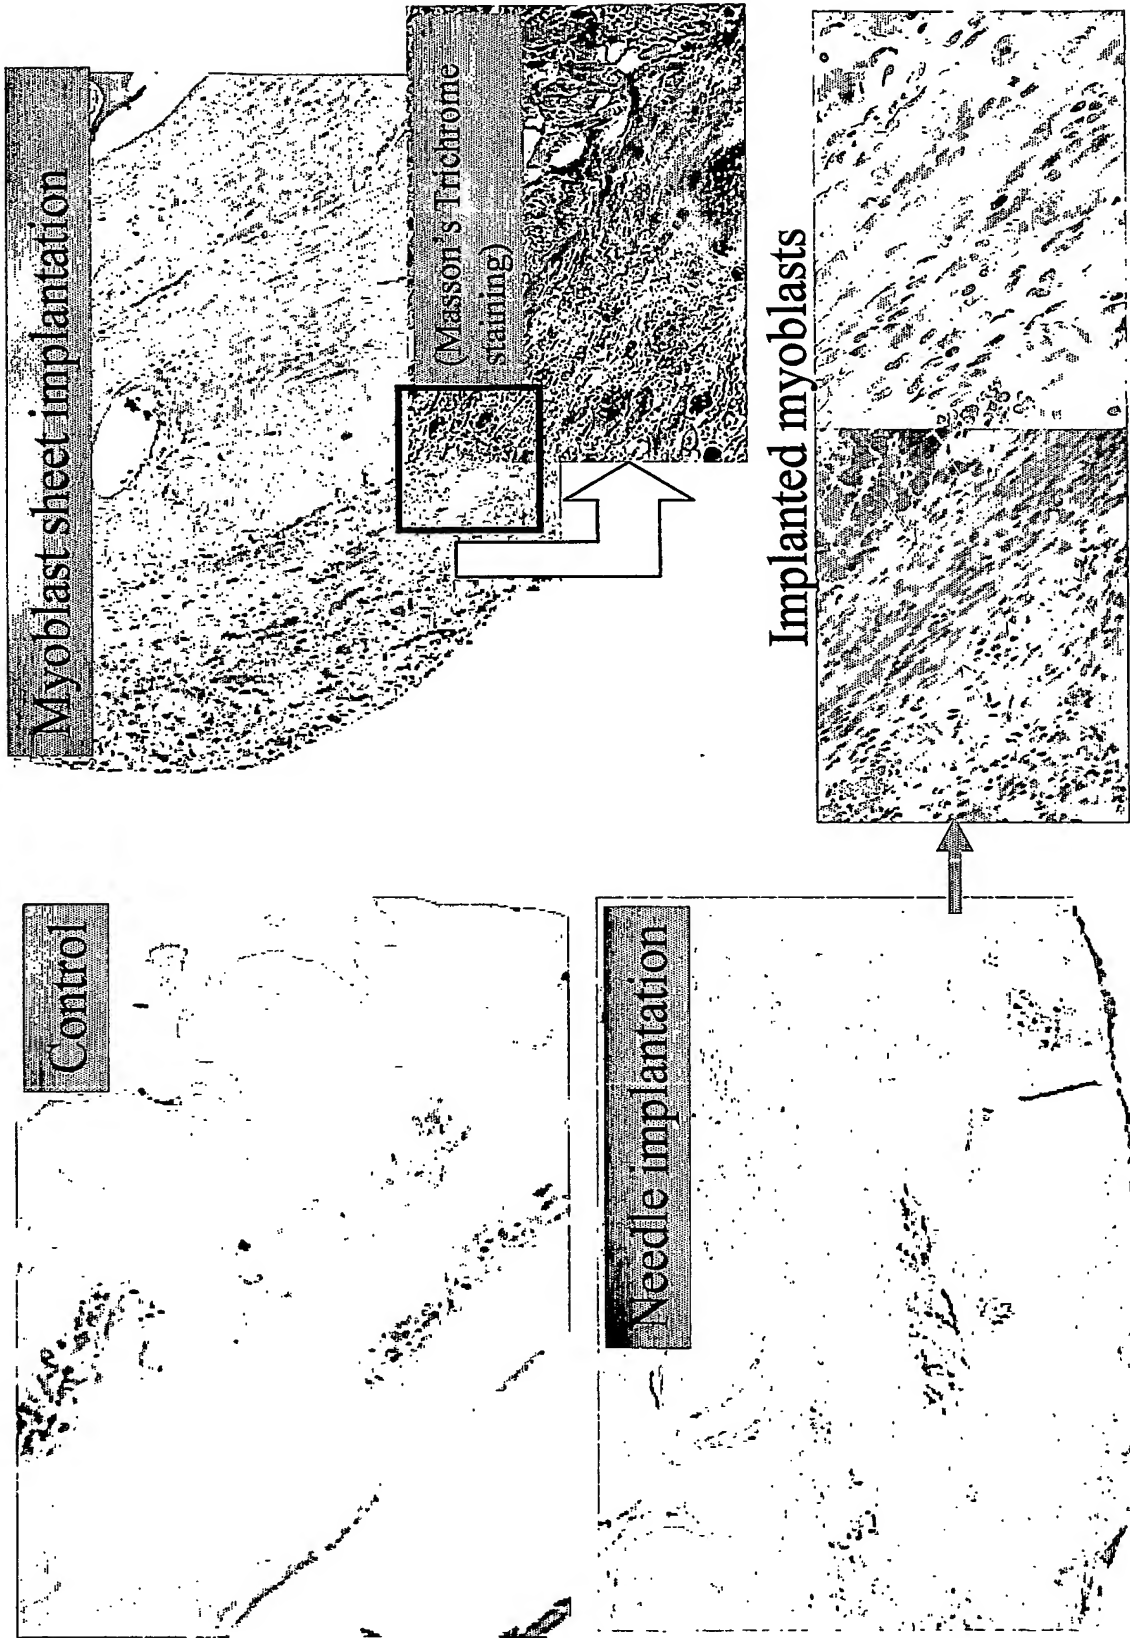 Control
Myoblast sheet implantation
(Masson's Trichrome
staining)
Needle implantation
Implanted myoblasts